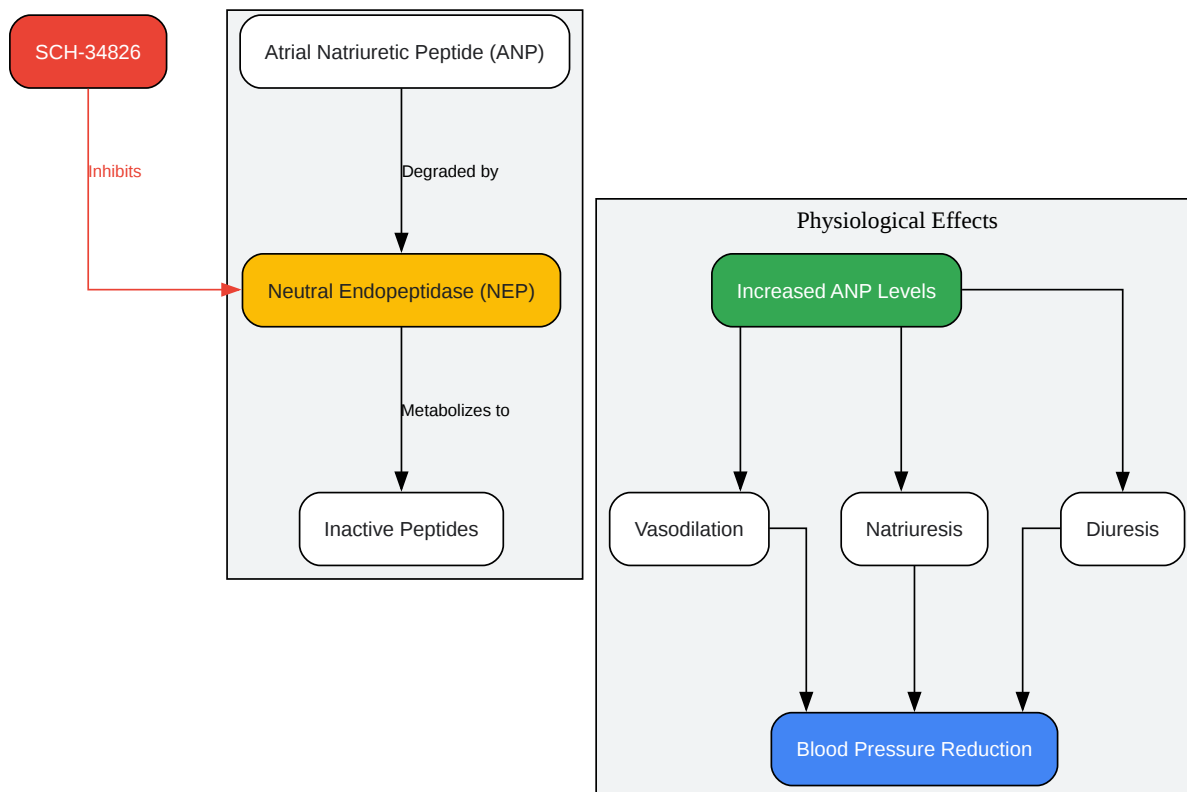 SCH-34826
Atrial Natriuretic Peptide (ANP)
Inhibits
Degraded by
Neutral Endopeptidase (NEP)
Metabolizes to
Inactive Peptides
Physiological Effects
Increased ANP Levels
Vasodilation
Natriuresis
Diuresis
Blood Pressure Reduction